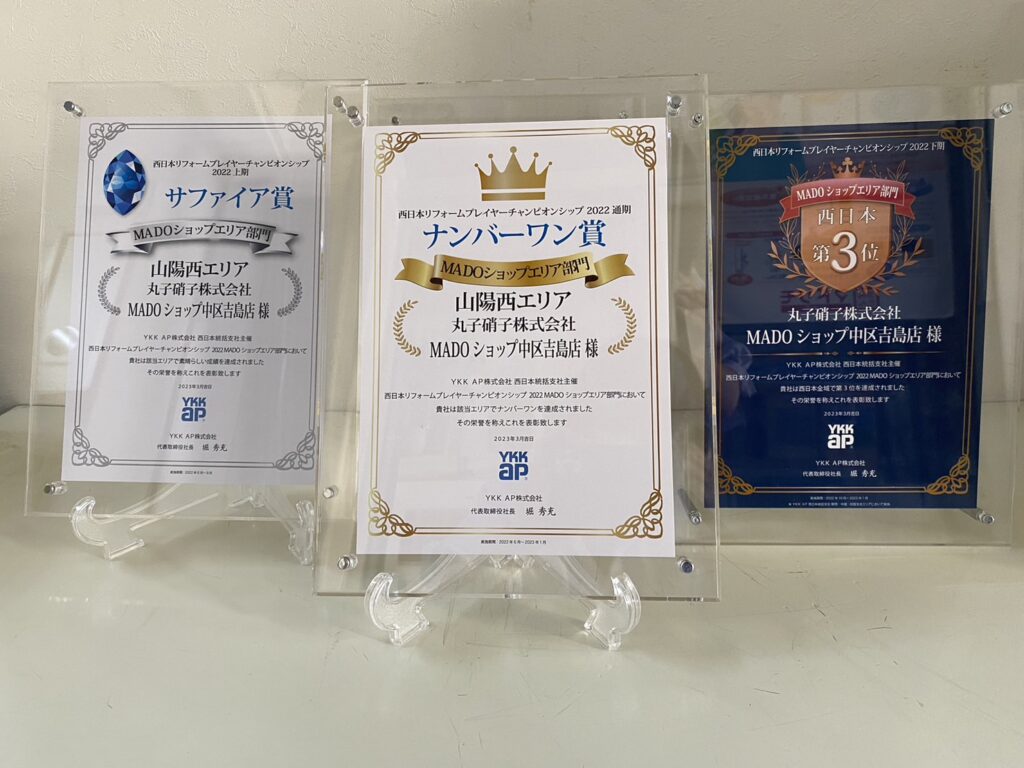 西日本リフォームプレイヤーチャンピオンシップ
2022 上期
サファイア賞
MADOショップエリア部門
山陽西エリア
丸子硝子株式会社
MADO ショップ中区吉島店 様
YKK AP株式会社 西日本統括支社主催
西日本リフォームプレイヤーチャンピオンシップ 2022 MADO ショップエリア部門において
貴社は該当エリアで素晴らしい成績を達成されました
その栄誉を称えこれを表彰致します
2023年3月吉日
YKK
AP
YKK AP株式会社
代表取締役社長 堀 秀充
西日本リフォームプレイヤーチャンピオンシップ 2022 通期
ナンバーワン賞
MADOショップエリア部門
山陽西エリア
丸子硝子株式会社
MADO ショップ中区吉島店 様
YKK AP株式会社 西日本統括支社主催
西日本リフォームプレイヤーチャンピオンシップ 2022 MADO ショップエリア部門において
貴社は該当エリアでナンバーワンを達成されました
その栄誉を称えこれを表彰致します
2023年3月吉日
YKK
AP
YKK AP株式会社
代表取締役社長 堀 秀充
実施期間：2022年6月～2023年1月
西日本リフォームプレイヤーチャンピオンシップ 2022 下期
MADO ショップエリア部門
西日本
第3位
丸子硝子株式会社
MADO ショップ中区吉島店 様
YKK AP株式会社 西日本統括支社主催
西日本リフォームプレイヤーチャンピオンシップ 2022 MADO ショップエリア部門において
貴社は西日本全域で第 3 位を達成されました
その栄誉を称えこれを表彰致します
2023年3月吉日
YKK
AP
YKK AP株式会社
代表取締役社長 堀 秀充